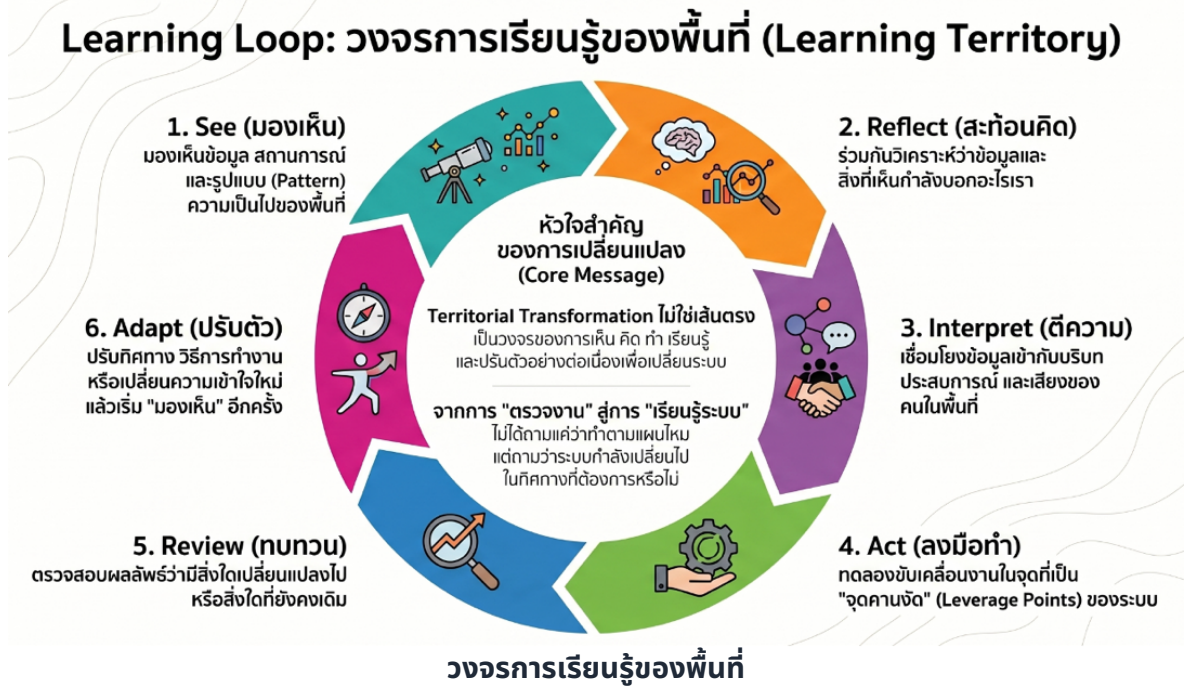 Learning Loop: วงจรการเรียนรู้ของพื้นที่ (Learning Territory)
1. See (มองเห็น)
มองเห็นข้อมูล สถานการณ์
และรูปแบบ (Pattern)
ความเป็นไปของพื้นที่
2. Reflect (สะท้อนคิด)
ร่วมกันวิเคราะห์ว่าข้อมูลและ
สิ่งที่เห็นกำลังบอกอะไรเรา
3. Interpret (ตีความ)
เชื่อมโยงข้อมูลเข้ากับบริบท
ประสบการณ์ และเสียงของ
คนในพื้นที่
4. Act (ลงมือทำ)
ทดลองขับเคลื่อนงานในจุดที่เป็น
"จุดคานงัด" (Leverage Points) ของระบบ
5. Review (ทบทวน)
ตรวจสอบผลลัพธ์ว่ามีสิ่งใดเปลี่ยนแปลงไป
หรือสิ่งใดที่ยังคงเดิม
6. Adapt (ปรับตัว)
ปรับทิศทาง วิธีการทำงาน
หรือเปลี่ยนความเข้าใจใหม่
แล้วเริ่ม "มองเห็น" อีกครั้ง
หัวใจสำคัญ
ของการเปลี่ยนแปลง
(Core Message)
Territorial Transformation ไม่ใช่เส้นตรง
เป็นวงจรของการเห็น คิด ทำ เรียนรู้
และปรับตัวอย่างต่อเนื่องเพื่อเปลี่ยนระบบ
จากการ "ตรวจงาน" สู่การ "เรียนรู้ระบบ"
ไม่ได้ถามแค่ว่าทำตามแผนไหม
แต่ถามว่าระบบกำลังเปลี่ยนไป
ในทิศทางที่ต้องการหรือไม่
วงจรการเรียนรู้ของพื้นที่